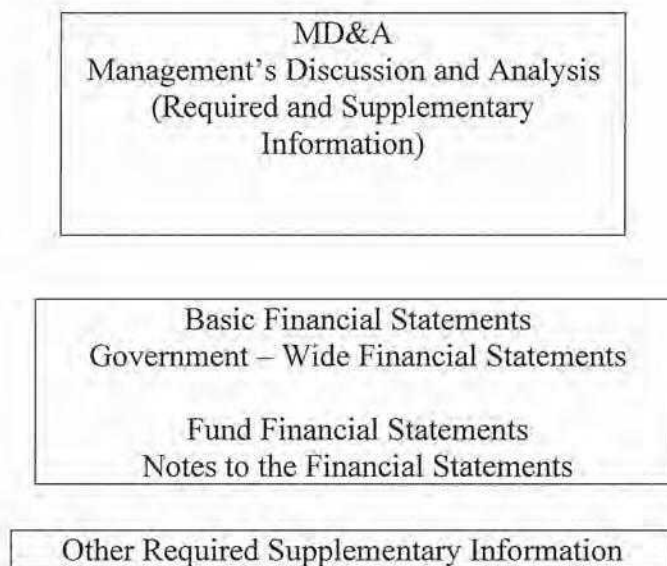 MD&A
Management's Discussion and Analysis
(Required and Supplementary
Information)
Basic Financial Statements
Government – Wide Financial Statements
Fund Financial Statements
Notes to the Financial Statements
Other Required Supplementary Information